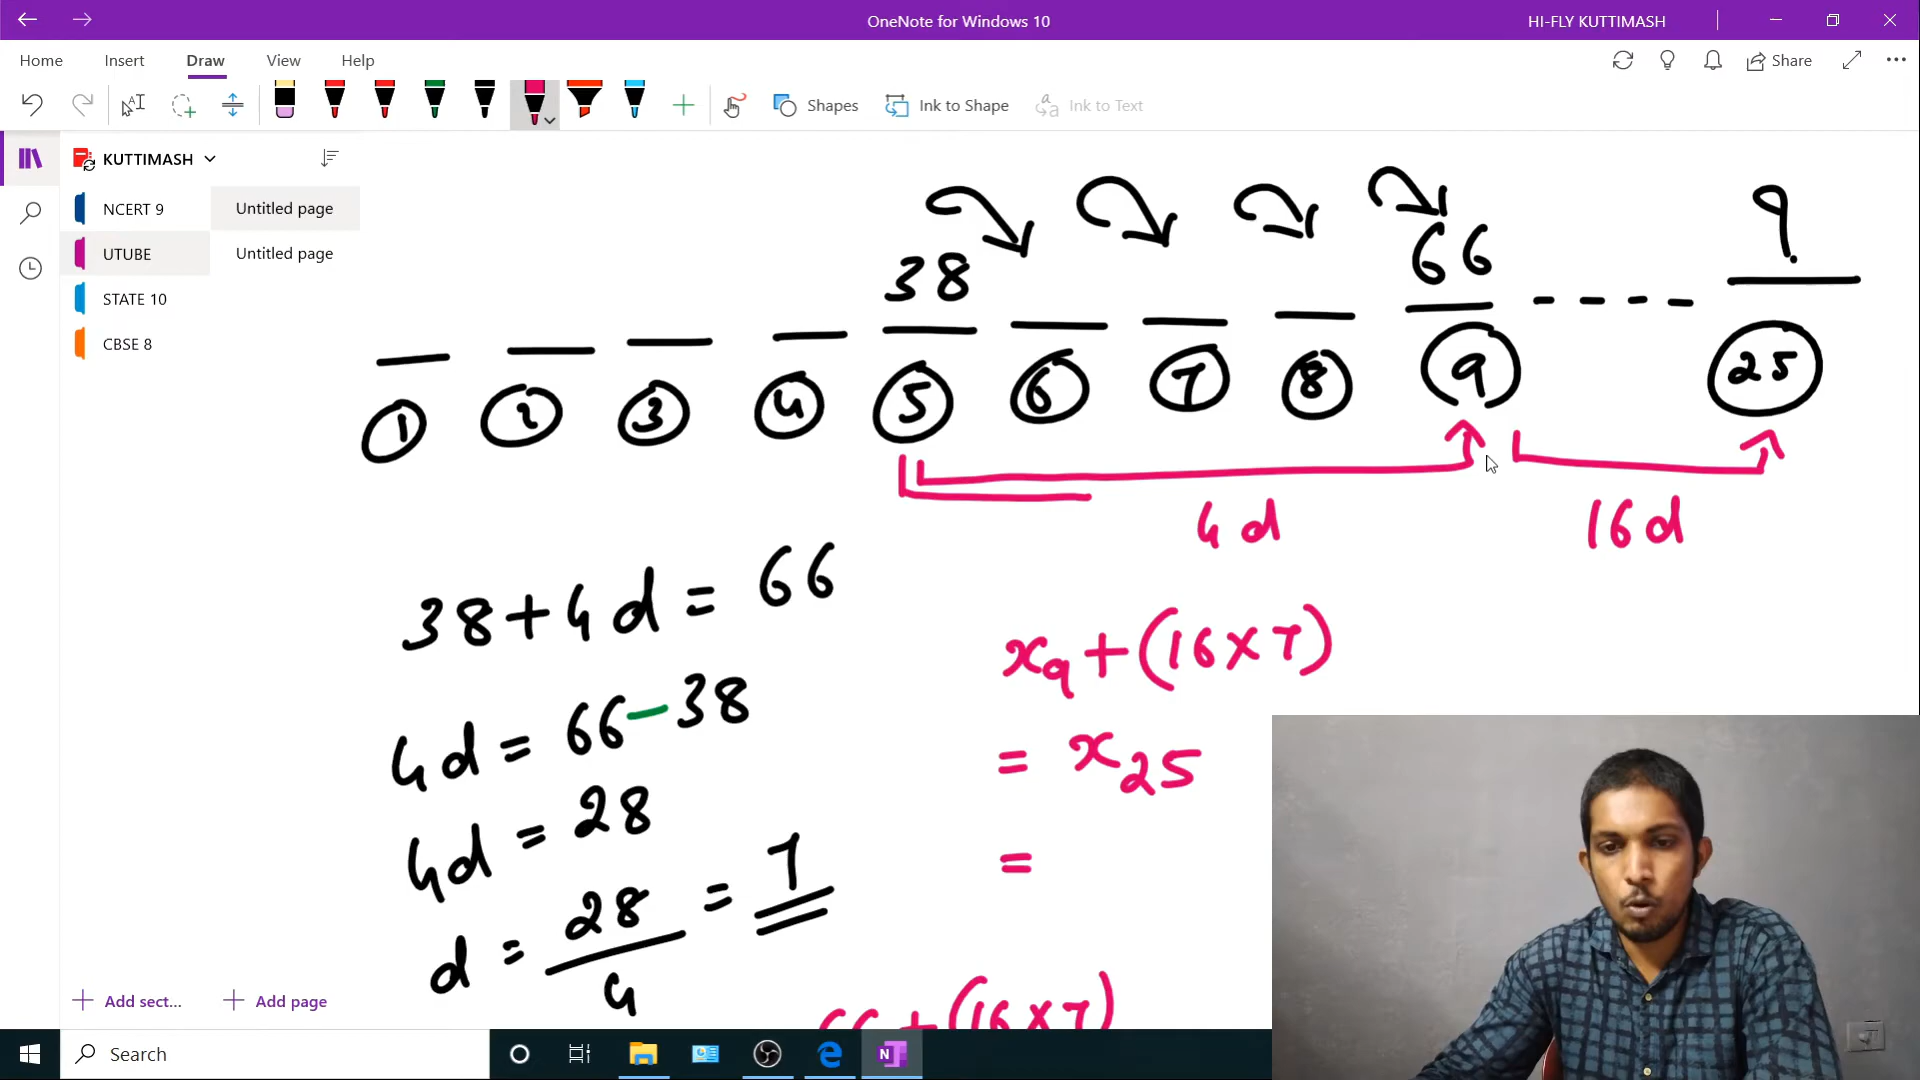 OneNote for Windows 10
HI-FLY KUTTIMASH
Home Insert Draw View Help
Share
Shapes
Ink to Shape
Ink to Text
KUTTIMASH
NCERT 9
UTUBE
STATE 10
CBSE 8
Untitled page
Untitled page
38 66 ?
1 2 3 4 5 6 7 8 9 25
4d 16d
38+4d = 66
4d = 66-38
4d = 28
d = 28/4 = 7
x9+(16×7)
= x25
=
66+(16×7)
Add sect...
Add page
Search